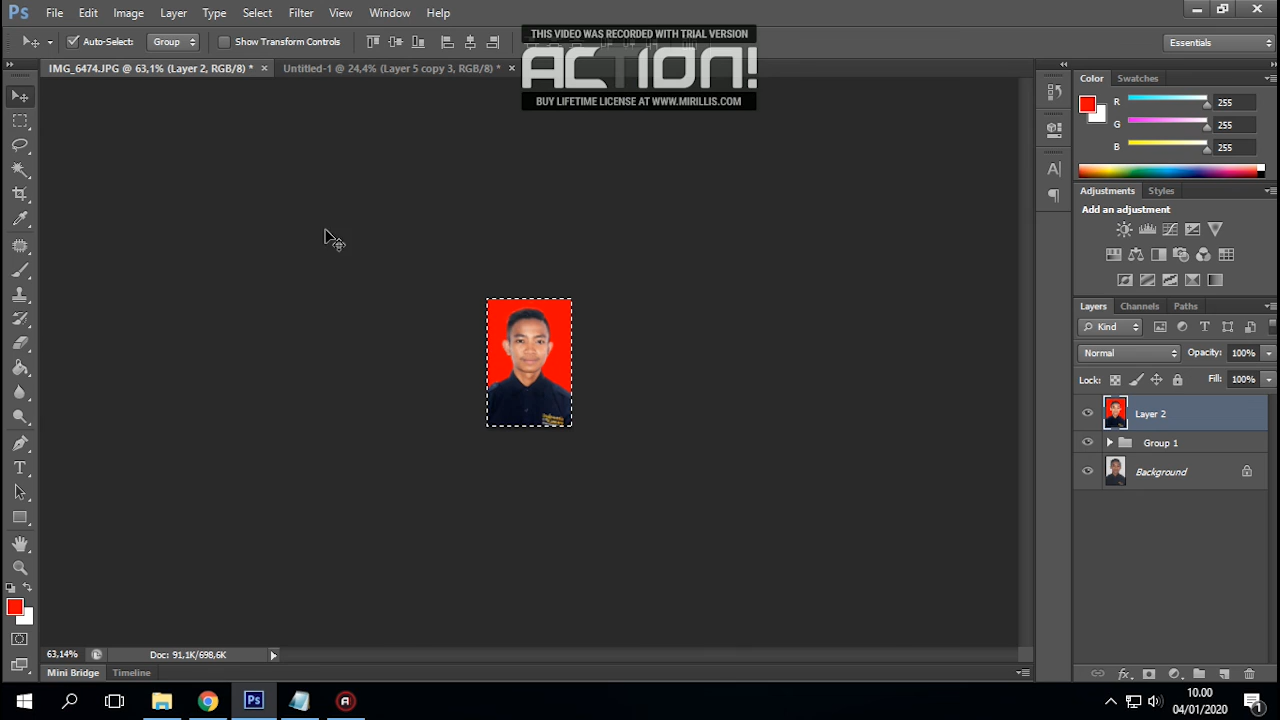 Ps File Edit Image Layer Type Select Filter 3D View Window Help
Auto-Select: Group Show Transform Controls
THIS VIDEO WAS RECORDED WITH TRIAL VERSION
ACTION!
BUY LIFETIME LICENSE AT WWW.MIRILLIS.COM
Essentials
IMG_6474.JPG @ 63,1% (Layer 2, RGB/8) * ×
Untitled-1 @ 24,4% (Layer 5 copy 3, RGB/8) * ×
Color Swatches
R 255
G 255
B 255
Adjustments Styles
Add an adjustment
Layers Channels Paths
Kind
Normal Opacity: 100%
Lock: Fill: 100%
Layer 2
Group 1
Background
63,14% Doc: 91,1K/698,6K
Mini Bridge Timeline
Ps
10.00
04/01/2020
1